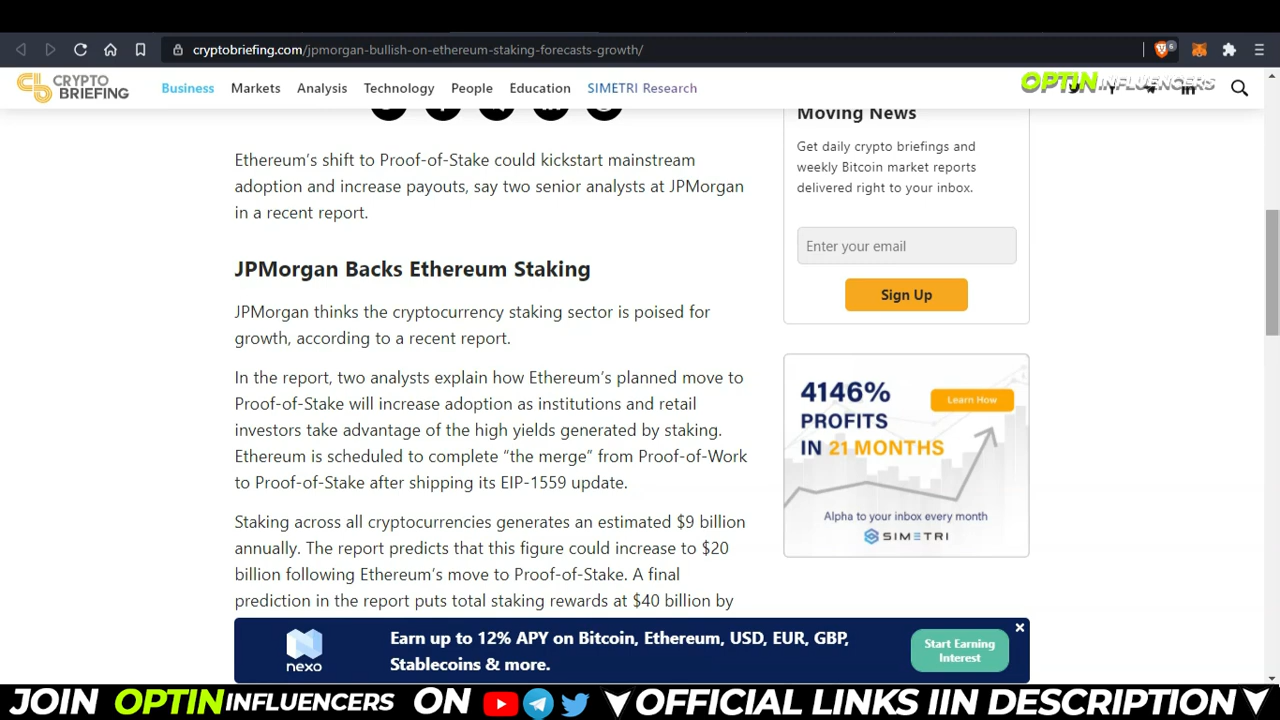 cryptobriefing.com/jpmorgan-bullish-on-ethereum-staking-forecasts-growth/
6
CRYPTO
BRIEFING
Business
Markets
Analysis
Technology
People
Education
SIMETRI Research
OPTIN INFLUENCERS
Ethereum's shift to Proof-of-Stake could kickstart mainstream
adoption and increase payouts, say two senior analysts at JPMorgan
in a recent report.
JPMorgan Backs Ethereum Staking
JPMorgan thinks the cryptocurrency staking sector is poised for
growth, according to a recent report.
In the report, two analysts explain how Ethereum's planned move to
Proof-of-Stake will increase adoption as institutions and retail
investors take advantage of the high yields generated by staking.
Ethereum is scheduled to complete “the merge” from Proof-of-Work
to Proof-of-Stake after shipping its EIP-1559 update.
Staking across all cryptocurrencies generates an estimated $9 billion
annually. The report predicts that this figure could increase to $20
billion following Ethereum's move to Proof-of-Stake. A final
prediction in the report puts total staking rewards at $40 billion by
Moving News
Get daily crypto briefings and
weekly Bitcoin market reports
delivered right to your inbox.
Enter your email
Sign Up
4146%
PROFITS
IN 21 MONTHS
Learn How
Alpha to your inbox every month
SIMETRI
nexo
Earn up to 12% APY on Bitcoin, Ethereum, USD, EUR, GBP,
Stablecoins & more.
Start Earning
Interest
JOIN OPTIN INFLUENCERS ON OFFICIAL LINKS IIN DESCRIPTION